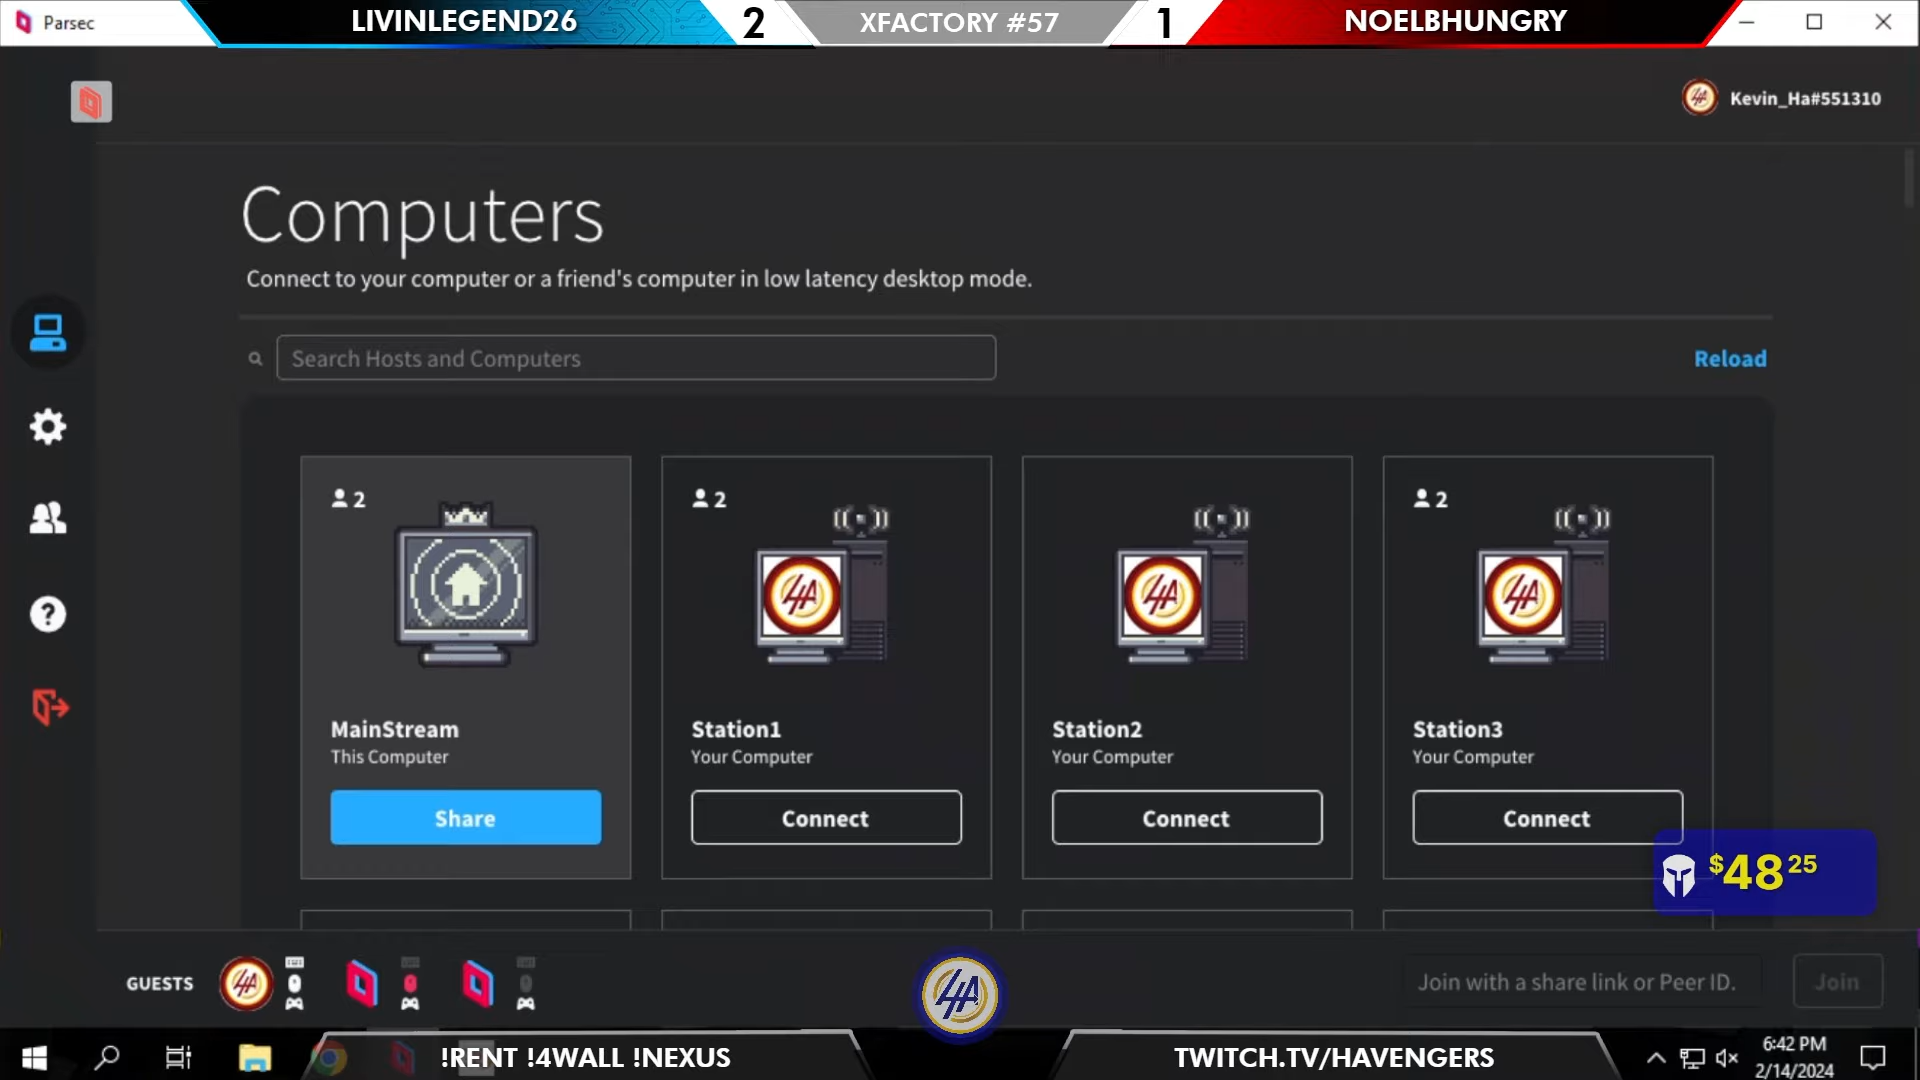 Parsec
LIVINLEGEND26
2
XFACTORY #57
1
NOELBHUNGRY
Kevin_Ha#551310
Computers
Connect to your computer or a friend's computer in low latency desktop mode.
Search Hosts and Computers
Reload
2
2
2
MainStream
This Computer
Share
Station1
Your Computer
Connect
Station2
Your Computer
Connect
Station3
Your Computer
Connect
$48 25
GUESTS
Join with a share link or Peer ID.
Join
!RENT !4WALL !NEXUS
TWITCH.TV/HAVENGERS
6:42 PM
2/14/2024